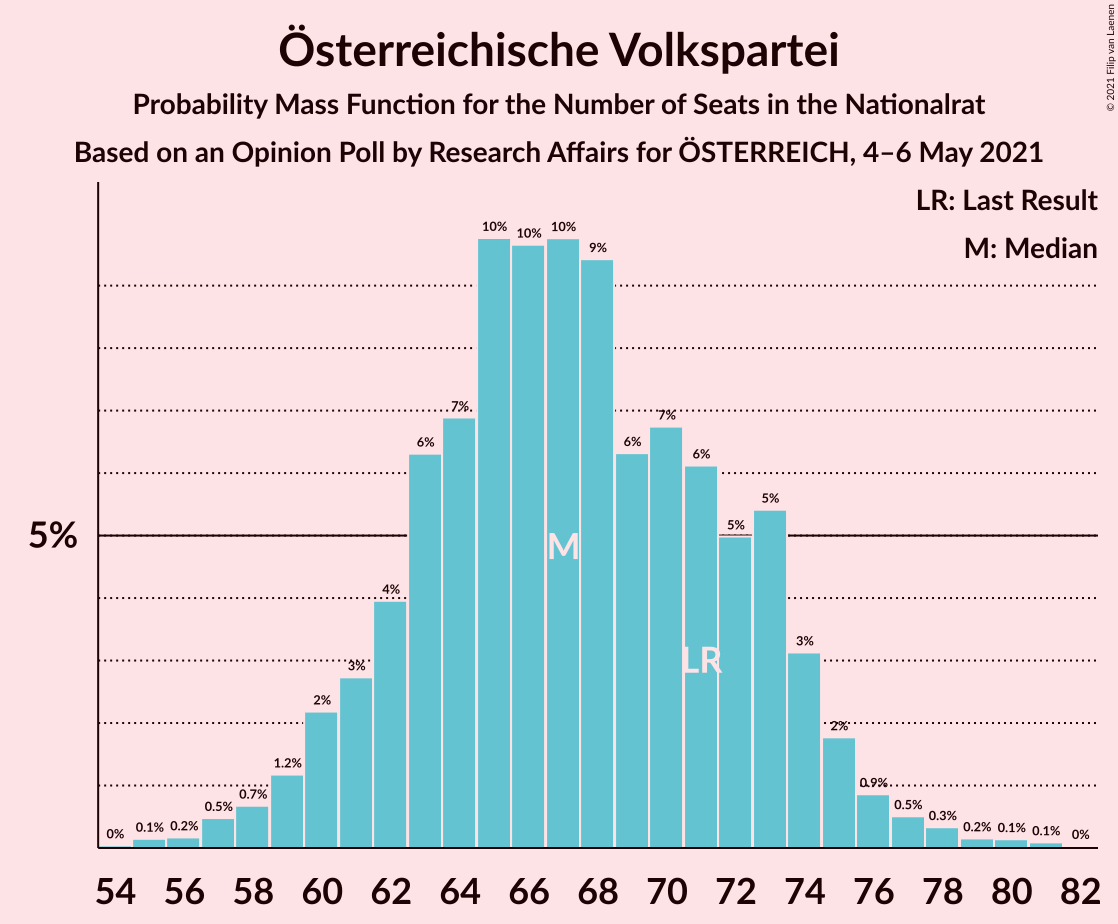 Österreichische Volkspartei
Probability Mass Function for the Number of Seats in the Nationalrat
Based on an Opinion Poll by Research Affairs for ÖSTERREICH, 4–6 May 2021
© 2021 Filip van Laenen
LR: Last Result
M: Median
5%
0% 0.1% 0.2% 0.5% 0.7% 1.2% 2% 3% 4% 6% 7% 10% 10% 10% 9% 6% 7% 6% 5% 5% 3% 2% 0.9% 0.5% 0.3% 0.2% 0.1% 0.1% 0%
M
LR
54 56 58 60 62 64 66 68 70 72 74 76 78 80 82